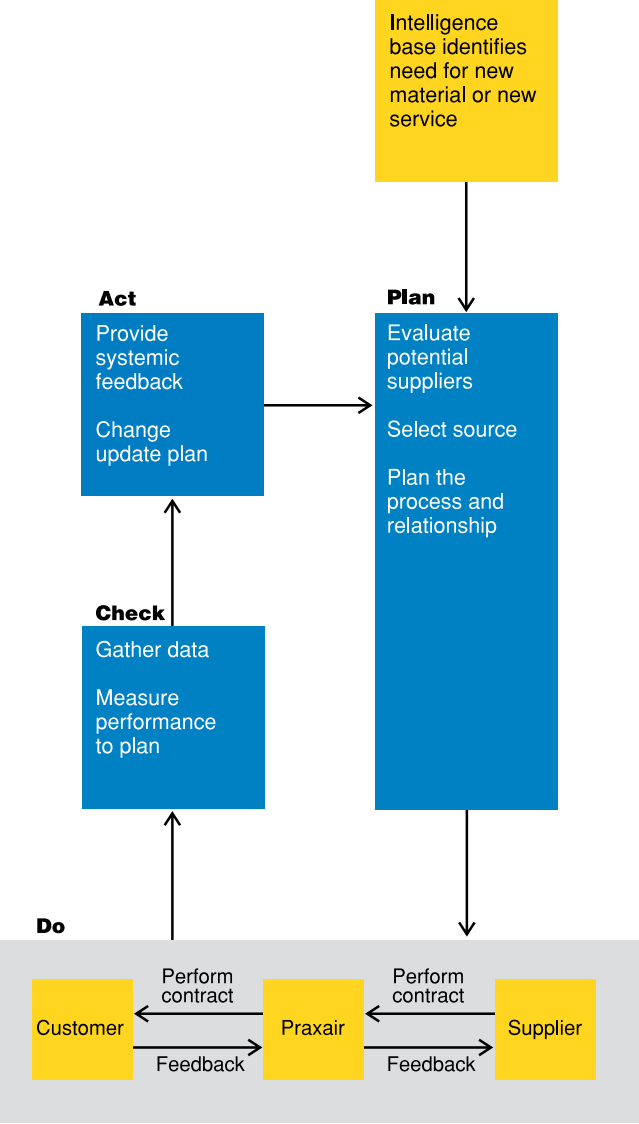 Intelligence
base identifies
need for new
material or new
service
Act
Provide
systemic
feedback
Change
update plan
Plan
Evaluate
potential
suppliers
Select source
Plan the
process and
relationship
Check
Gather data
Measure
performance
to plan
Do
Customer
Perform
contract
Feedback
Praxair
Perform
contract
Feedback
Supplier